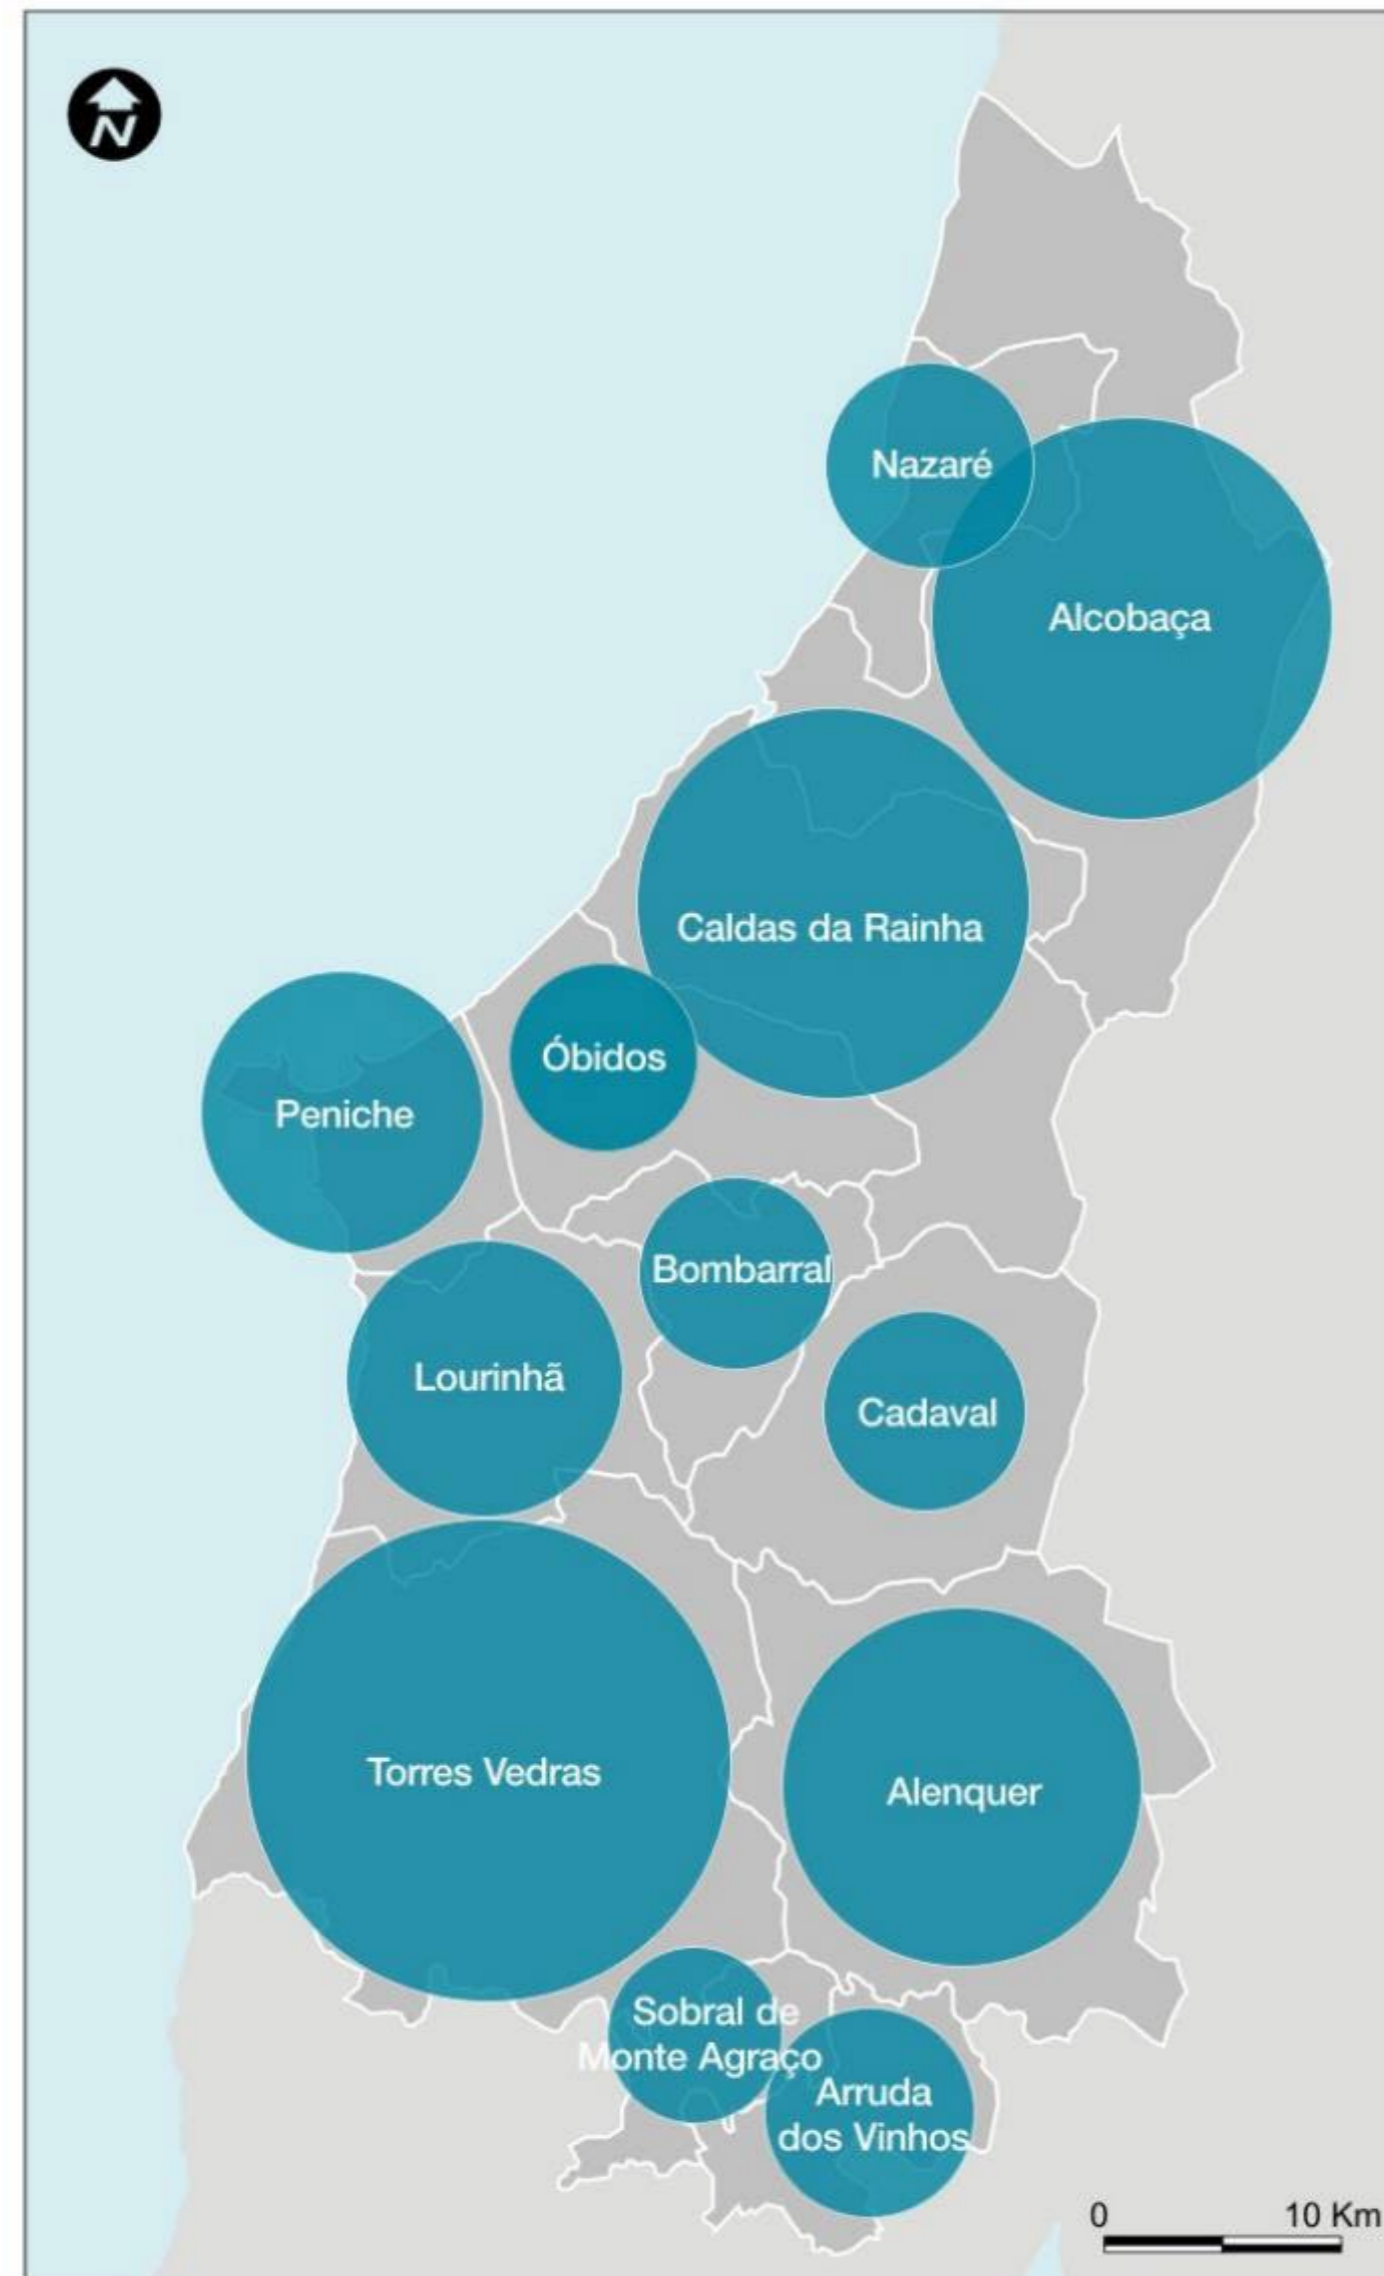 N
Nazaré
Alcobaça
Caldas da Rainha
Óbidos
Peniche
Bombarral
Lourinhã
Cadaval
Torres Vedras
Alenquer
Sobral de
Monte Agraço
Arruda
dos Vinhos
0 10 Km